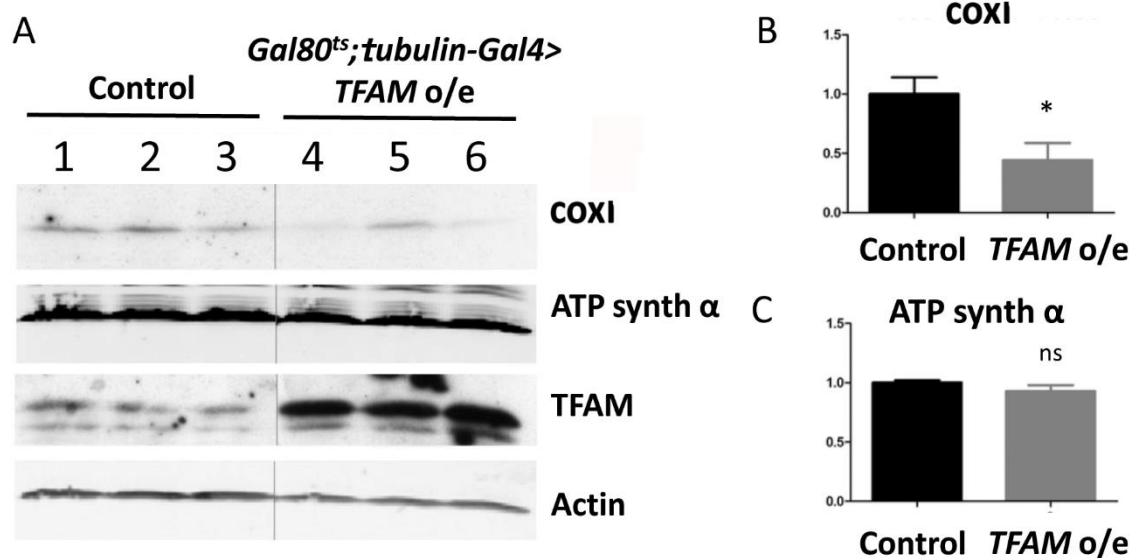 A
Gal80ts;tubulin-Gal4>
Control
TFAM o/e
1 2 3 4 5 6
COXI
ATP synth α
TFAM
Actin
B
COXI
1.5
1.0
0.5
0.0
*
Control TFAM o/e
C
ATP synth α
1.5
1.0
0.5
0.0
ns
Control TFAM o/e